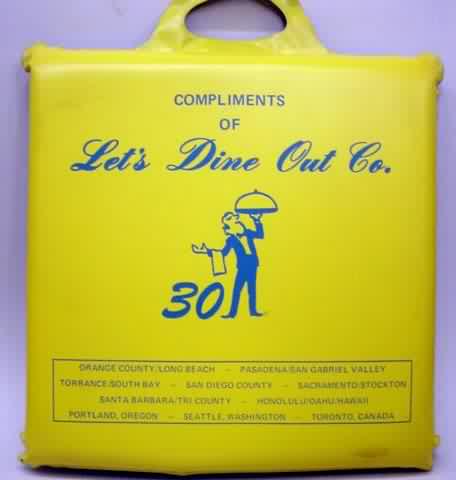 COMPLIMENTS
OF
Let's Dine Out Co.
30
ORANGE COUNTY/LONG BEACH – PASADENA/SAN GABRIEL VALLEY
TORRANCE/SOUTH BAY – SAN DIEGO COUNTY – SACRAMENTO/STOCKTON
SANTA BARBARA/TRI COUNTY – HONOLULU/OAHU/HAWAII
PORTLAND, OREGON – SEATTLE, WASHINGTON – TORONTO, CANADA